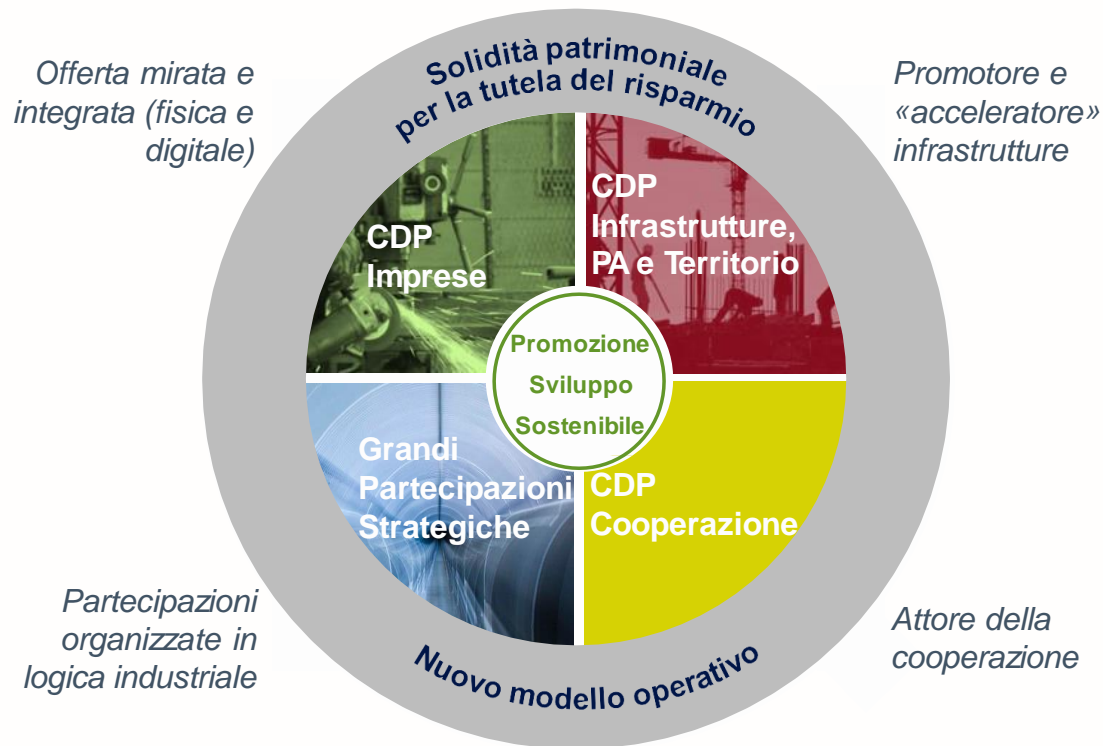 Solidità patrimoniale
per la tutela del risparmio
Offerta mirata e
integrata (fisica e
digitale)
Promotore e
«acceleratore»
infrastrutture
CDP
Imprese
CDP
Infrastrutture,
PA e Territorio
Promozione
Sviluppo
Sostenibile
Grandi
Partecipazioni
Strategiche
CDP
Cooperazione
Partecipazioni
organizzate in
logica industriale
Attore della
cooperazione
Nuovo modello operativo